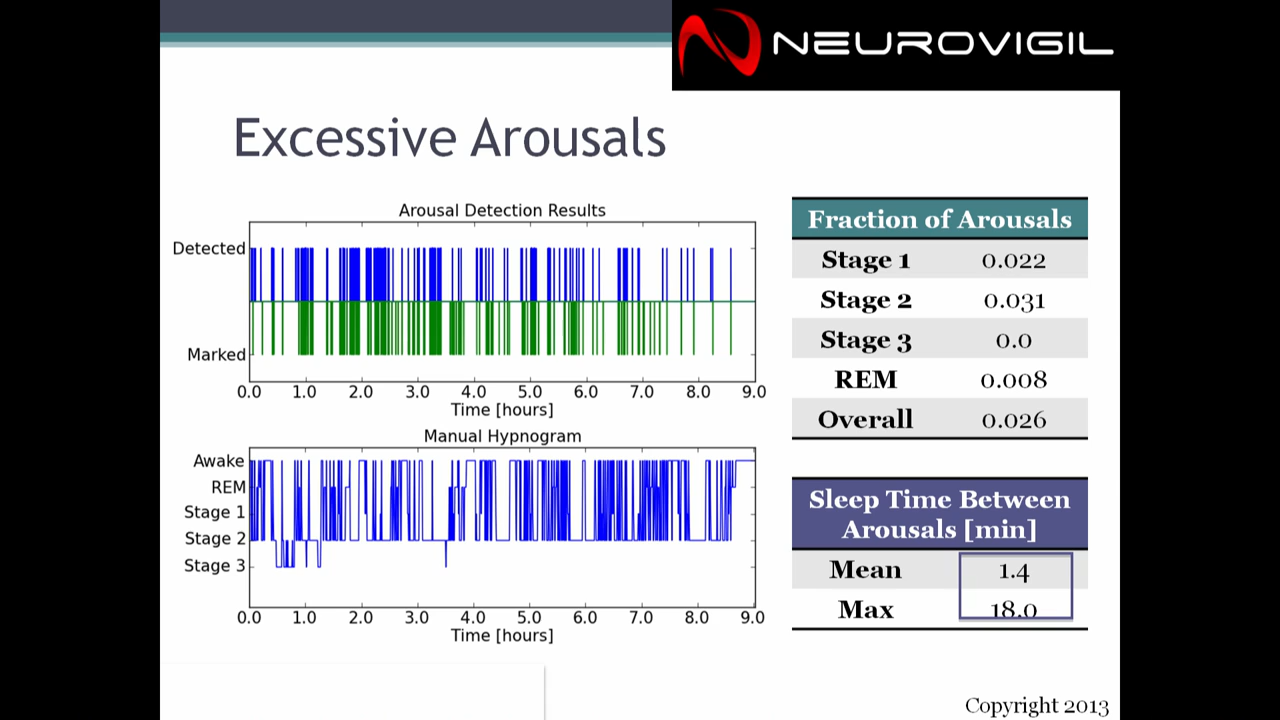 NEUROVIGIL
Excessive Arousals
Arousal Detection Results
Detected
Marked
0.0 1.0 2.0 3.0 4.0 5.0 6.0 7.0 8.0 9.0
Time [hours]
Manual Hypnogram
Awake
REM
Stage 1
Stage 2
Stage 3
0.0 1.0 2.0 3.0 4.0 5.0 6.0 7.0 8.0 9.0
Time [hours]
Fraction of Arousals
Stage 1 0.022
Stage 2 0.031
Stage 3 0.0
REM 0.008
Overall 0.026
Sleep Time Between
Arousals [min]
Mean 1.4
Max 18.0
Copyright 2013